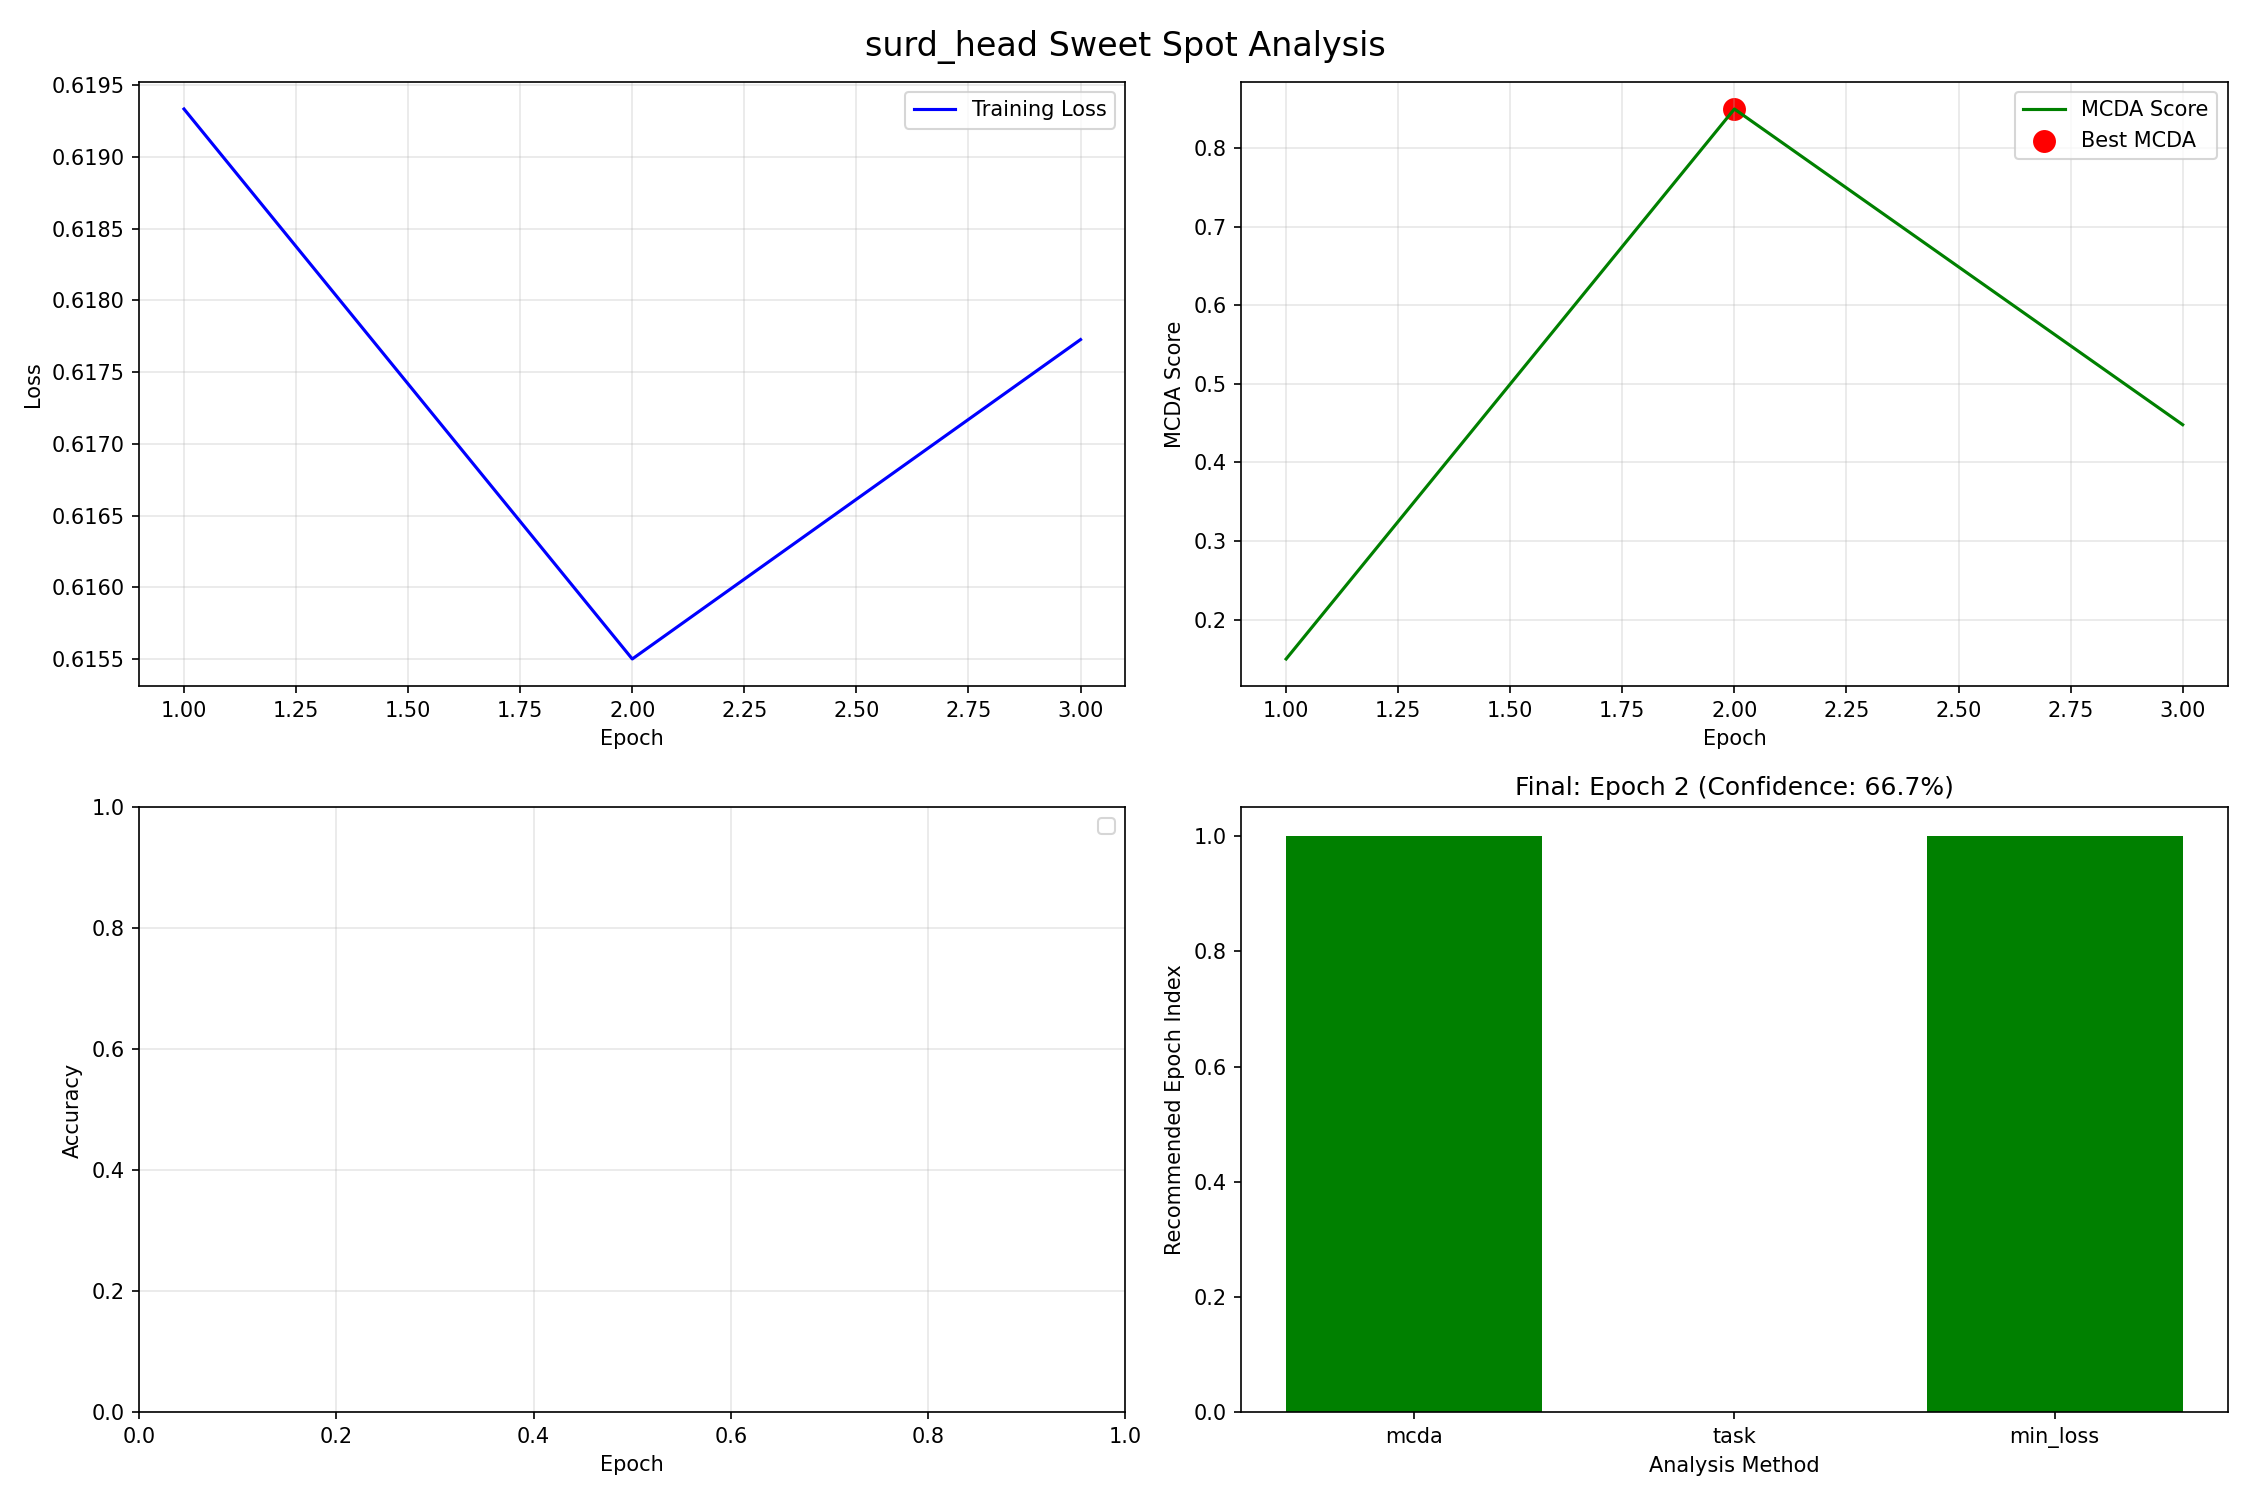 surd_head Sweet Spot Analysis
0.6195
0.6190
0.6185
0.6180
0.6175
0.6170
0.6165
0.6160
0.6155
Loss
Training Loss
1.00 1.25 1.50 1.75 2.00 2.25 2.50 2.75 3.00
Epoch
0.8
0.7
0.6
0.5
0.4
0.3
0.2
MCDA Score
MCDA Score
Best MCDA
1.00 1.25 1.50 1.75 2.00 2.25 2.50 2.75 3.00
Epoch
1.0
0.8
0.6
0.4
0.2
0.0
Accuracy
0.0 0.2 0.4 0.6 0.8 1.0
Epoch
Final: Epoch 2 (Confidence: 66.7%)
1.0
0.8
0.6
0.4
0.2
0.0
Recommended Epoch Index
mcda task min_loss
Analysis Method